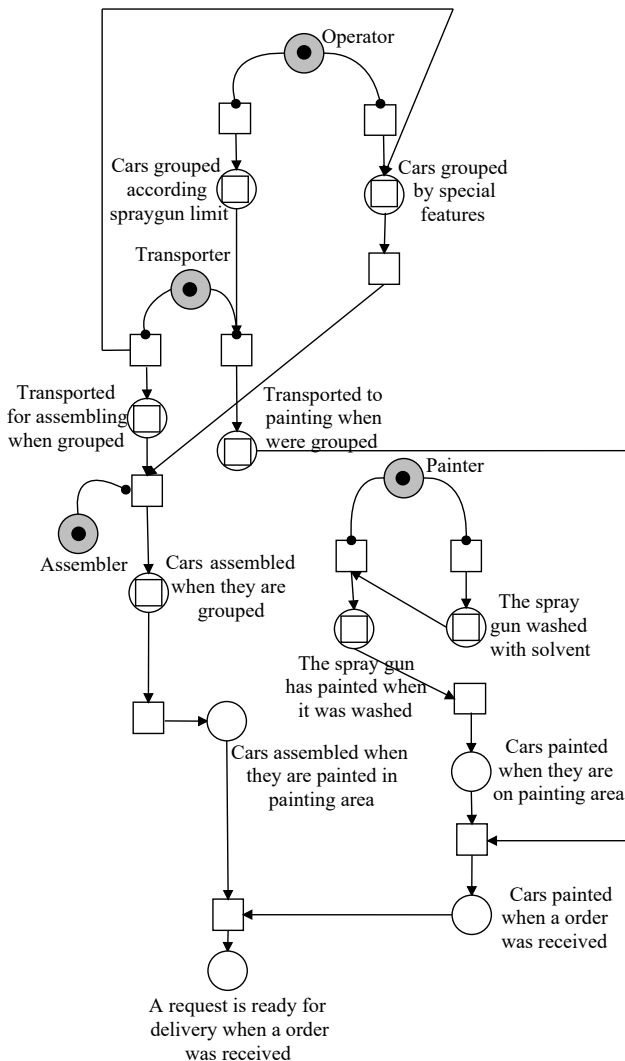 Operator
Cars grouped
according
spraygun limit
Cars grouped
by special
features
Transporter
Transported
for assembling
when grouped
Transported to
painting when
were grouped
Painter
Assembler
Cars assembled
when they are
grouped
The spray
gun washed
with solvent
The spray gun
has painted when
it was washed
Cars assembled when
they are painted in
painting area
Cars painted
when they are
on painting area
Cars painted
when a order
was received
A request is ready for
delivery when a order
was received